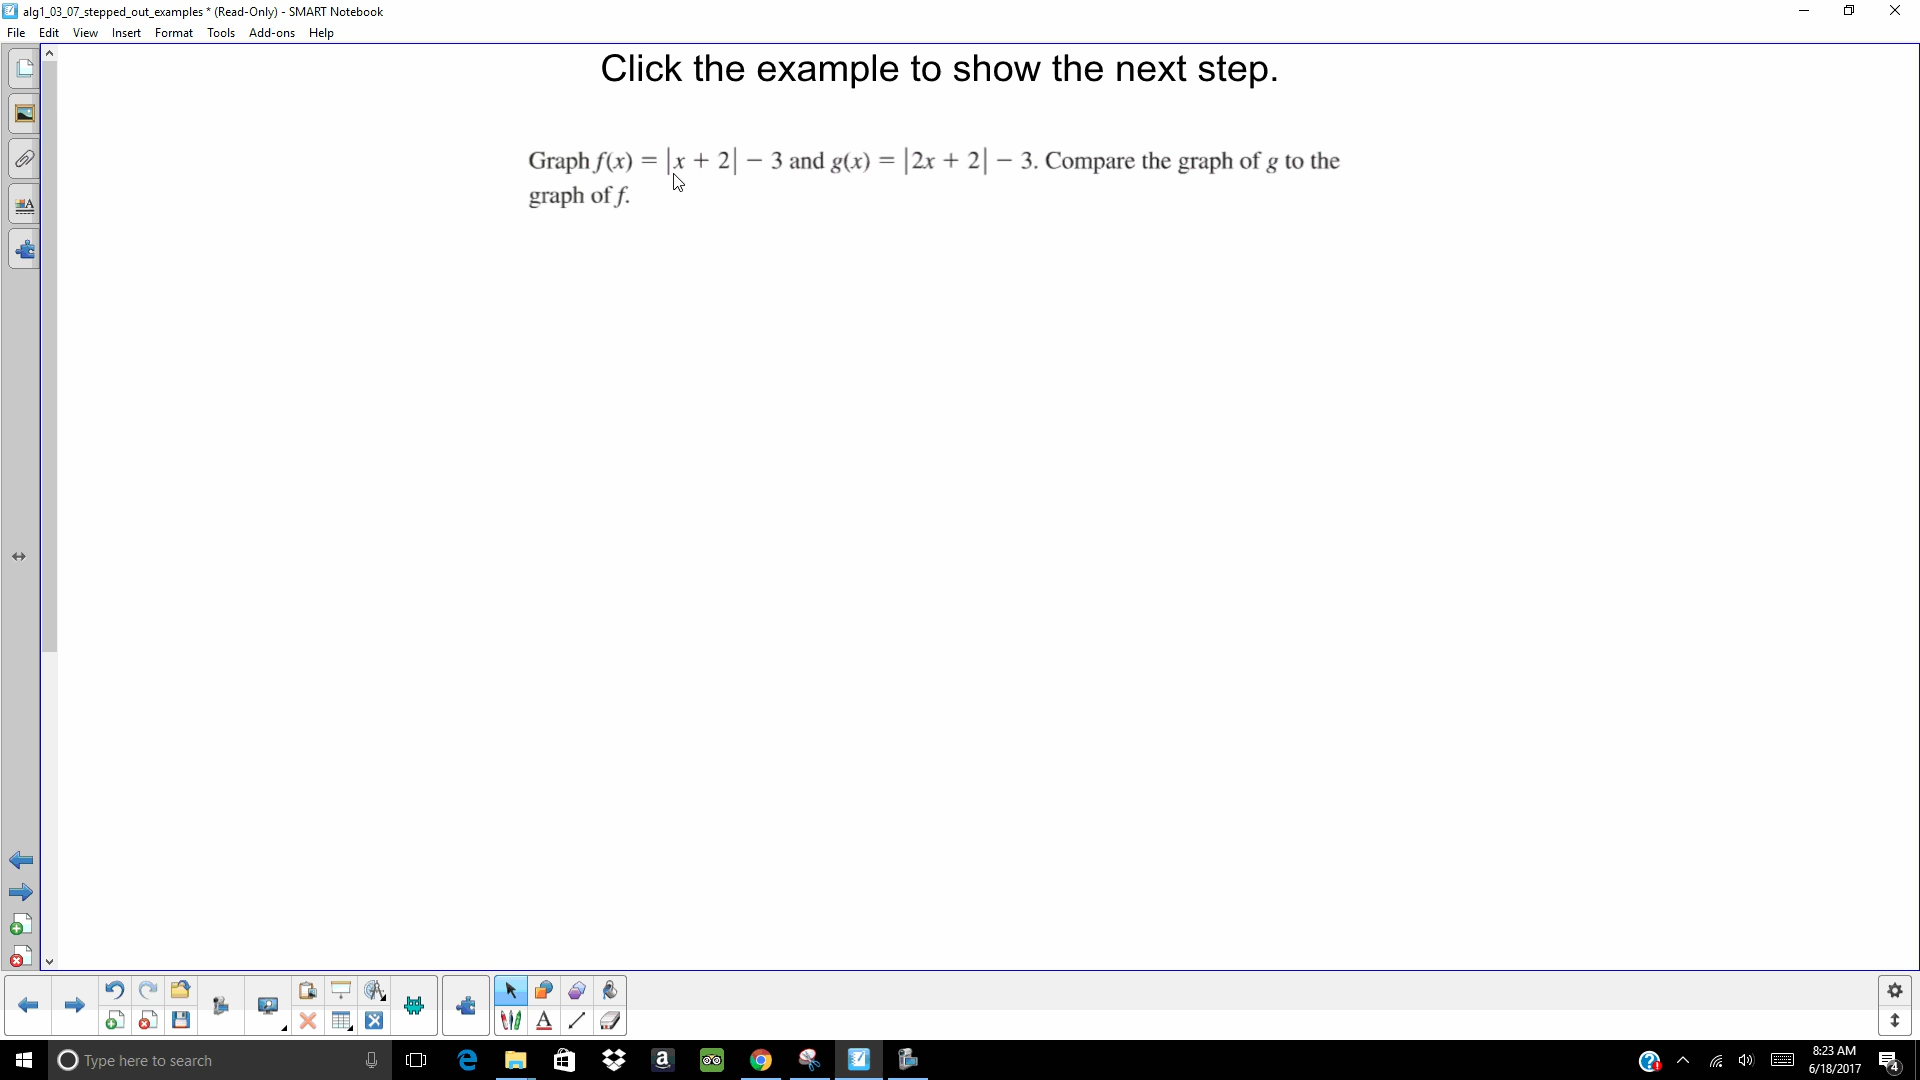 alg1_03_07_stepped_out_examples * (Read-Only) - SMART Notebook
File Edit View Insert Format Tools Add-ons Help
Click the example to show the next step.
Graph f(x) = |x + 2| − 3 and g(x) = |2x + 2| − 3. Compare the graph of g to the
graph of f.
Type here to search
8:23 AM
6/18/2017
4